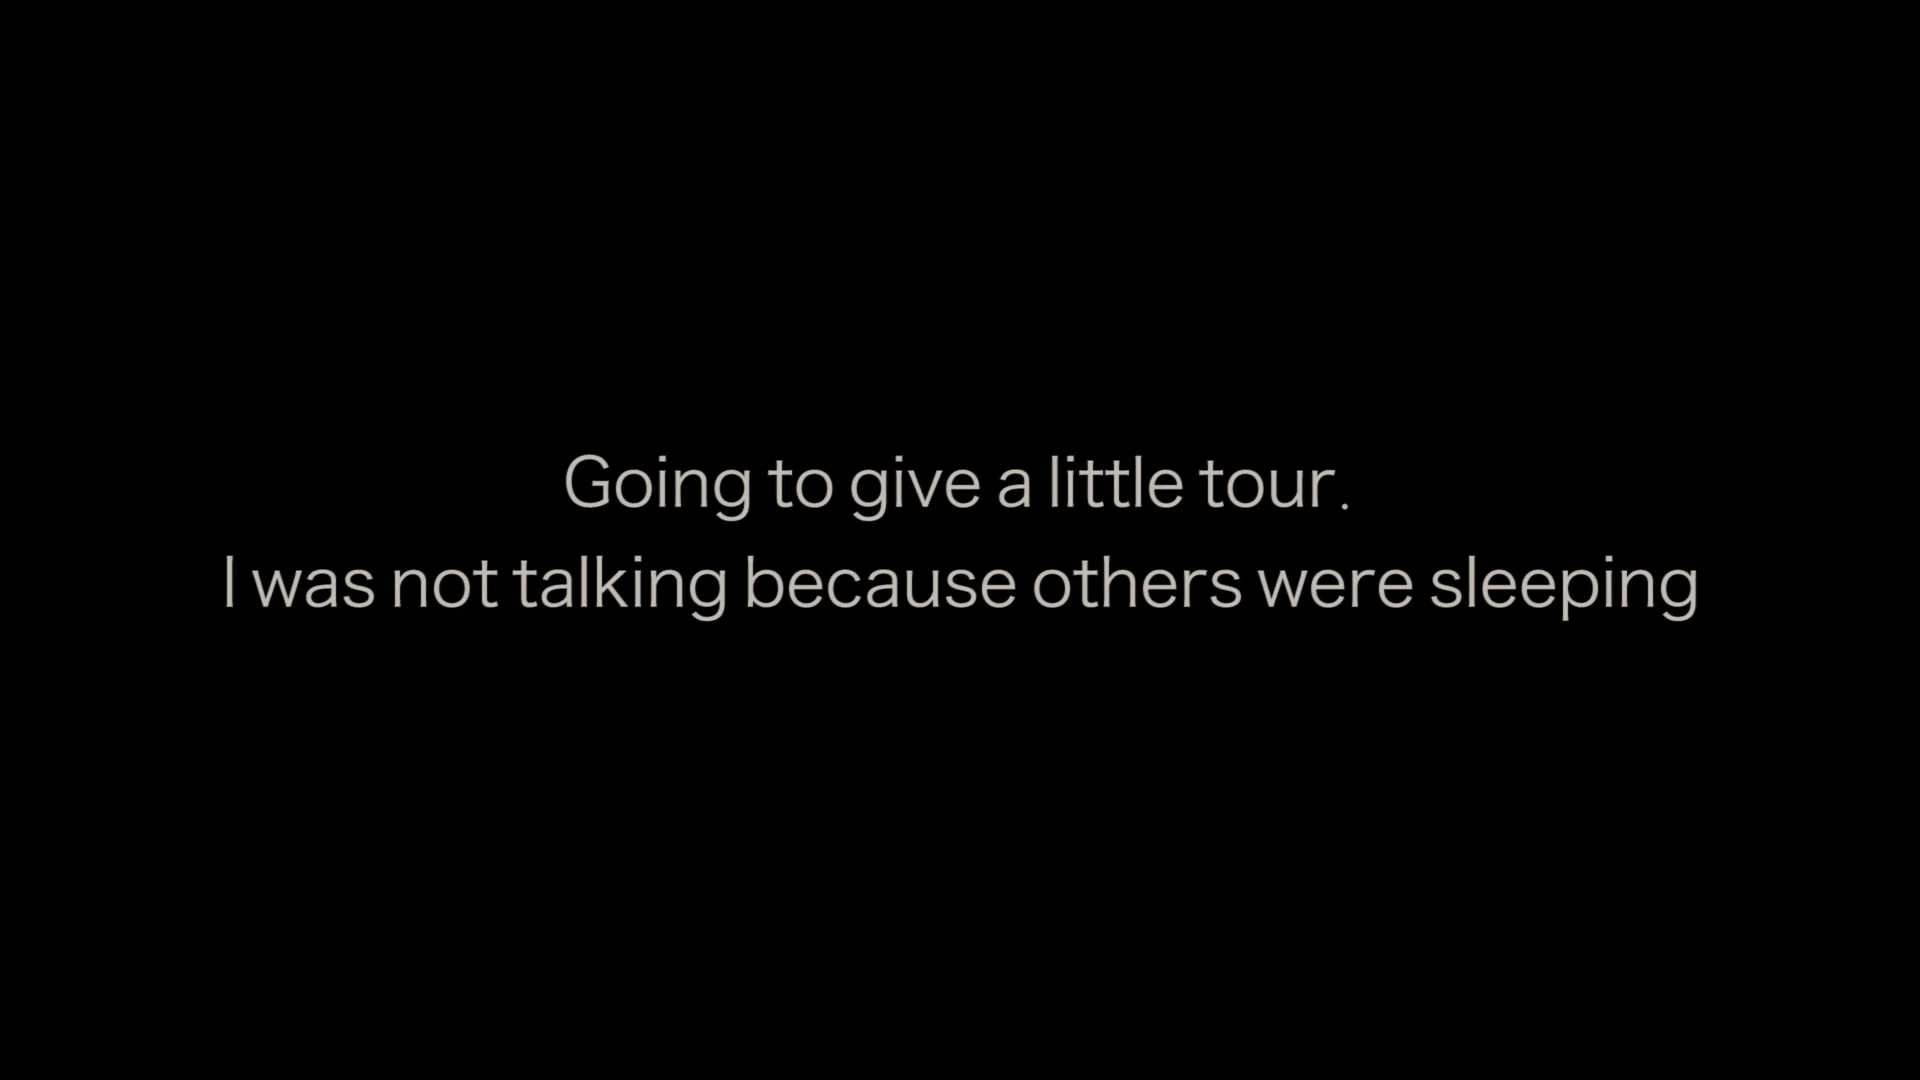 Going to give a little tour.
I was not talking because others were sleeping